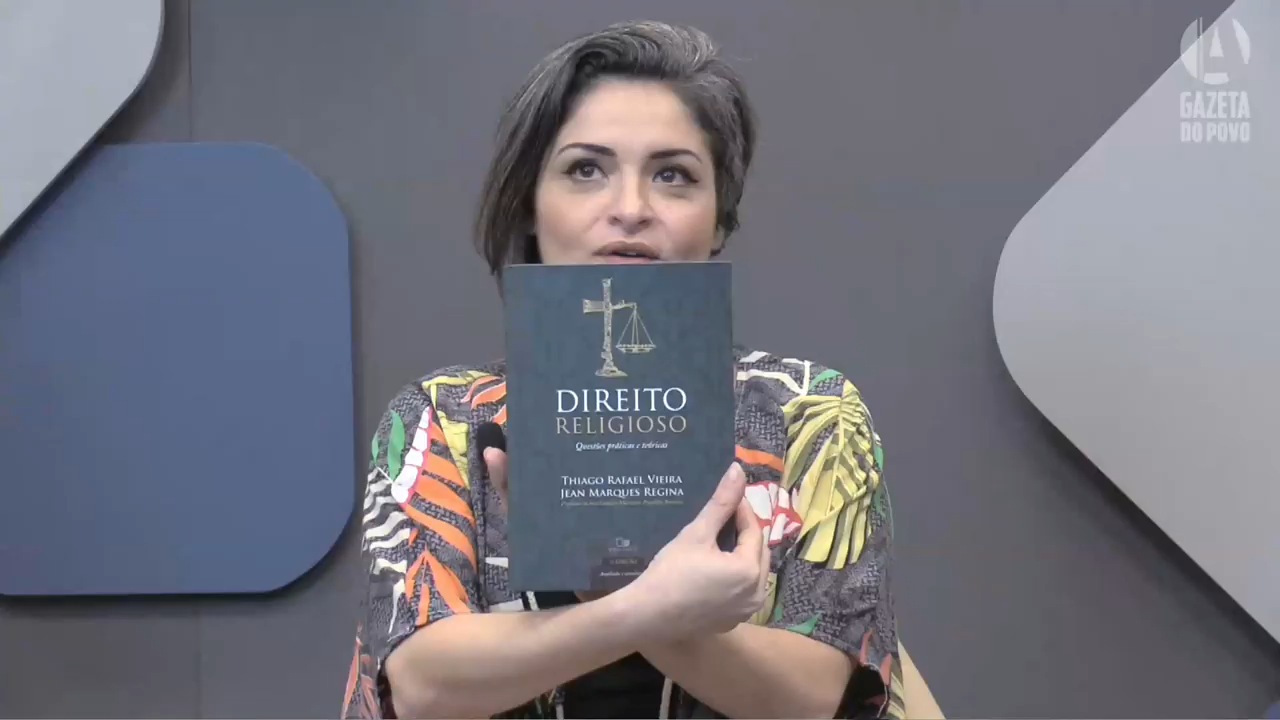 GAZETA
DO POVO
DIREITO
RELIGIOSO
Questões práticas e teóricas
THIAGO RAFAEL VIEIRA
JEAN MARQUES REGINA